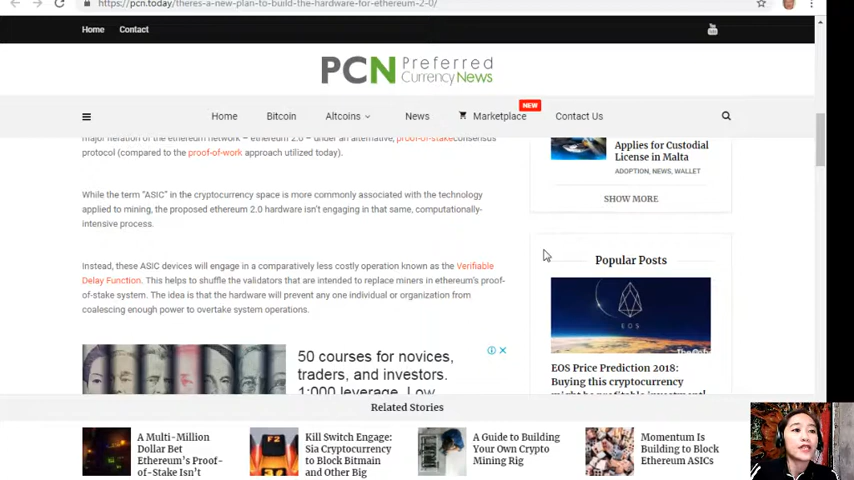 https://pcn.today/theres-a-new-plan-to-build-the-hardware-for-ethereum-2-0/
Home
Contact
You
PCN Preferred
Currency News
NEW
Home
Bitcoin
Altcoins
News
Marketplace
Contact Us
major iteration of the ethereum network – ethereum 2.0 – under an alternative, proof-of-stakeconsensus
protocol (compared to the proof-of-work approach utilized today).
While the term “ASIC” in the cryptocurrency space is more commonly associated with the technology
applied to mining, the proposed ethereum 2.0 hardware isn’t engaging in that same, computationally-
intensive process.
Instead, these ASIC devices will engage in a comparatively less costly operation known as the Verifiable
Delay Function. This helps to shuffle the validators that are intended to replace miners in ethereum’s proof-
of-stake system. The idea is that the hardware will prevent any one individual or organization from
coalescing enough power to overtake system operations.
50 courses for novices,
traders, and investors.
1:000 leverage. Low
Applies for Custodial
License in Malta
ADOPTION, NEWS, WALLET
SHOW MORE
Popular Posts
EOS
EOS Price Prediction 2018:
Buying this cryptocurrency
might be profitable investment!
Related Stories
A Multi-Million
Dollar Bet
Ethereum’s Proof-
of-Stake Isn’t
F2
Kill Switch Engage:
Sia Cryptocurrency
to Block Bitmain
and Other Big
A Guide to Building
Your Own Crypto
Mining Rig
Momentum Is
Building to Block
Ethereum ASICs